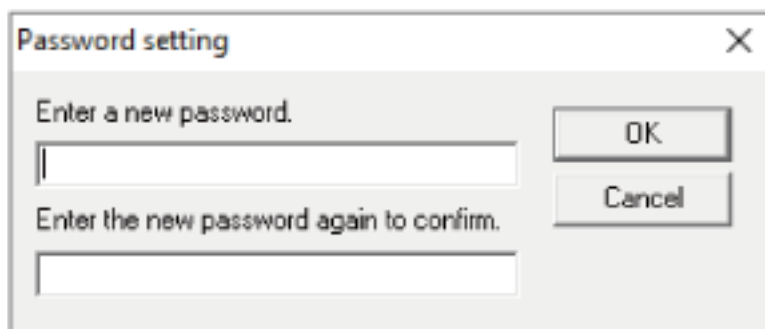 Password setting
Enter a new password.
OK
Cancel
Enter the new password again to confirm.